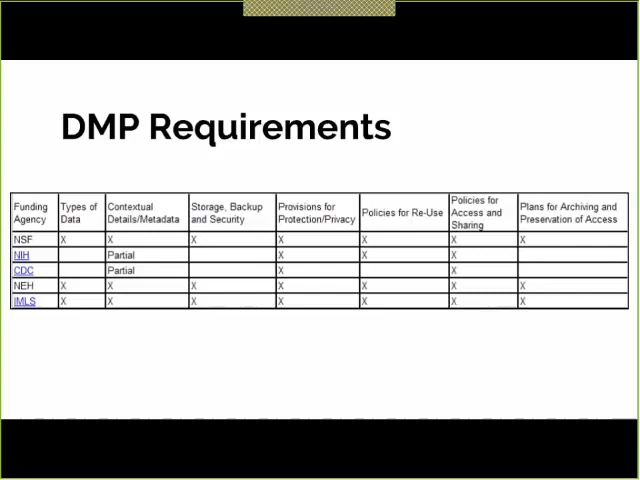 DMP Requirements
Funding Agency | Types of Data | Contextual Details/Metadata | Storage, Backup and Security | Provisions for Protection/Privacy | Policies for Re-Use | Policies for Access and Sharing | Plans for Archiving and Preservation of Access
NSF X X X X X X X
NIH Partial X X X
CDC Partial X X
NEH X X X X X X X
IMLS X X X X X X X